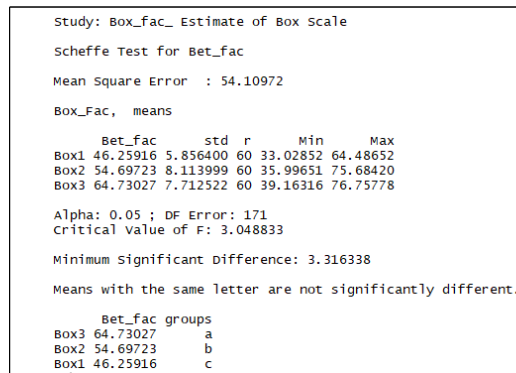 Study: Box_fac_ Estimate of Box Scale
Scheffe Test for Bet_fac
Mean Square Error : 54.10972
Box_Fac, means
Bet_fac std r Min Max
Box1 46.25916 5.856400 60 33.02852 64.48652
Box2 54.69723 8.113999 60 35.99651 75.68420
Box3 64.73027 7.712522 60 39.16316 76.75778
Alpha: 0.05 ; DF Error: 171
Critical Value of F: 3.048833
Minimum Significant Difference: 3.316338
Means with the same letter are not significantly different.
Bet_fac groups
Box3 64.73027 a
Box2 54.69723 b
Box1 46.25916 c